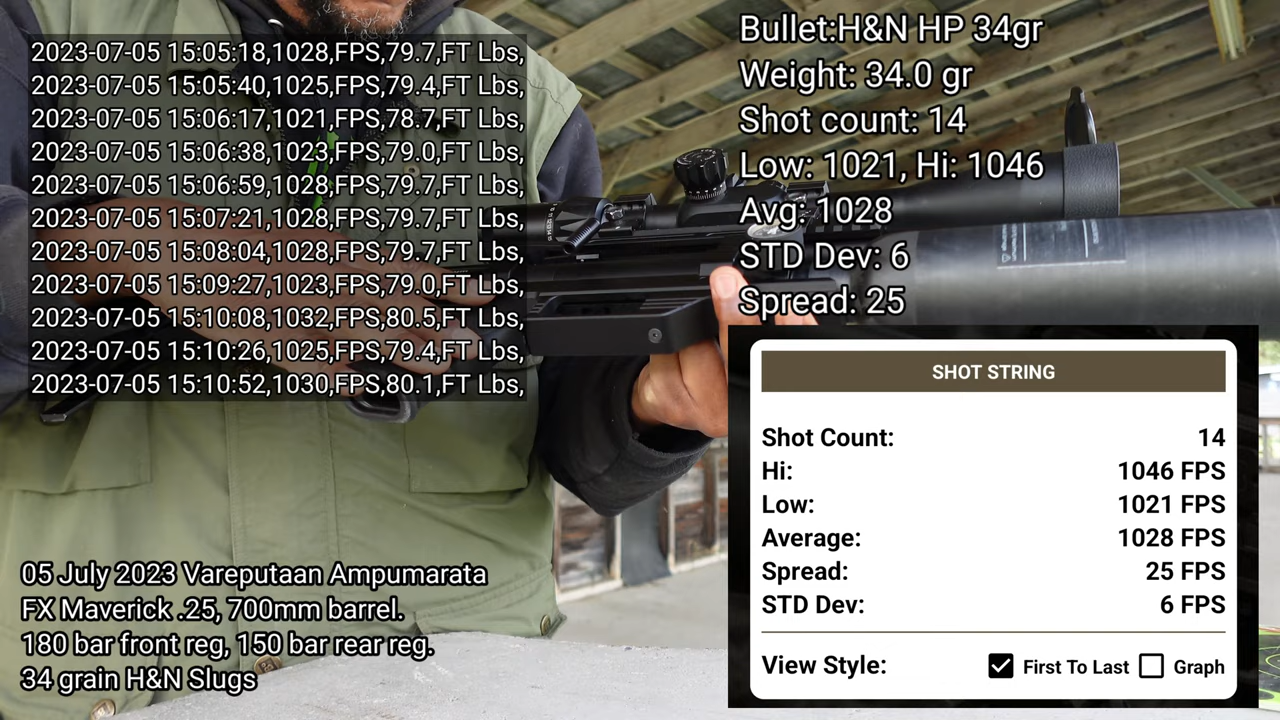 2023-07-05 15:05:18,1028,FPS,79.7,FT Lbs,
2023-07-05 15:05:40,1025,FPS,79.4,FT Lbs,
2023-07-05 15:06:17,1021,FPS,78.7,FT Lbs,
2023-07-05 15:06:38,1023,FPS,79.0,FT Lbs,
2023-07-05 15:06:59,1028,FPS,79.7,FT Lbs,
2023-07-05 15:07:21,1028,FPS,79.7,FT Lbs,
2023-07-05 15:08:04,1028,FPS,79.7,FT Lbs,
2023-07-05 15:09:27,1023,FPS,79.0,FT Lbs,
2023-07-05 15:10:08,1032,FPS,80.5,FT Lbs,
2023-07-05 15:10:26,1025,FPS,79.4,FT Lbs,
2023-07-05 15:10:52,1030,FPS,80.1,FT Lbs,
05 July 2023 Vareputaan Ampumarata
FX Maverick .25, 700mm barrel.
180 bar front reg, 150 bar rear reg.
34 grain H&N Slugs
Bullet:H&N HP 34gr
Weight: 34.0 gr
Shot count: 14
Low: 1021, Hi: 1046
Avg: 1028
STD Dev: 6
Spread: 25
SHOT STRING
Shot Count: 14
Hi: 1046 FPS
Low: 1021 FPS
Average: 1028 FPS
Spread: 25 FPS
STD Dev: 6 FPS
View Style: First To Last Graph